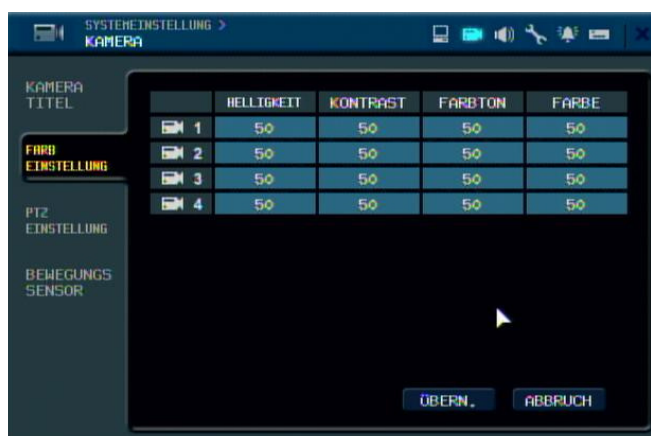 SYSTEMEINSTELLUNG >
KAMERA
KAMERA
TITEL
FARB
EINSTELLUNG
PTZ
EINSTELLUNG
BEWEGUNGS
SENSOR
HELLIGKEIT KONTRAST FARBTON FARBE
1 50 50 50 50
2 50 50 50 50
3 50 50 50 50
4 50 50 50 50
ÜBERN. ABBRUCH